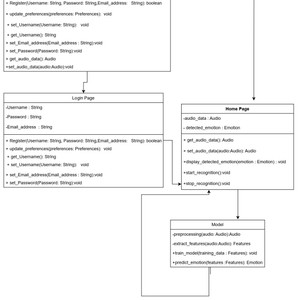 + Register(Username: String, Password: String,Email_address: String): boolean
+ update_preferences(preferences: Preferences): void
+ set_Username(Username: String): void
+ get_Username(): String
+ set_Email_address(Email_address: String): void
+ set_Password(Password: String):void
+ get_audio_data(): Audio
+set_audio_data(audio:Audio):void
Login Page
-Username : String
-Password : String
-Email_address : String
+ Register(Username: String, Password: String,Email_address: String): boolean
+ update_preferences(preferences: Preferences): void
+ get_Username(): String
+ set_Username(Username: String): void
+ set_Email_address(Email_address: String): void
+ set_Password(Password: String):void
Home Page
-audio_data : Audio
- detected_emotion : Emotion
+ get_audio_data(): Audio
+ set_audio_data(audio:Audio): Audio
+display_detected_emotion(emotion : Emotion): void
+start_recognition():void
+stop_recognition():void
Model
-preprocessing(audio: Audio):Audio
-extract_features(audio:Audio): Features
+train_model(training_data : Features): void
+predict_emotion(features :Features): Emotion